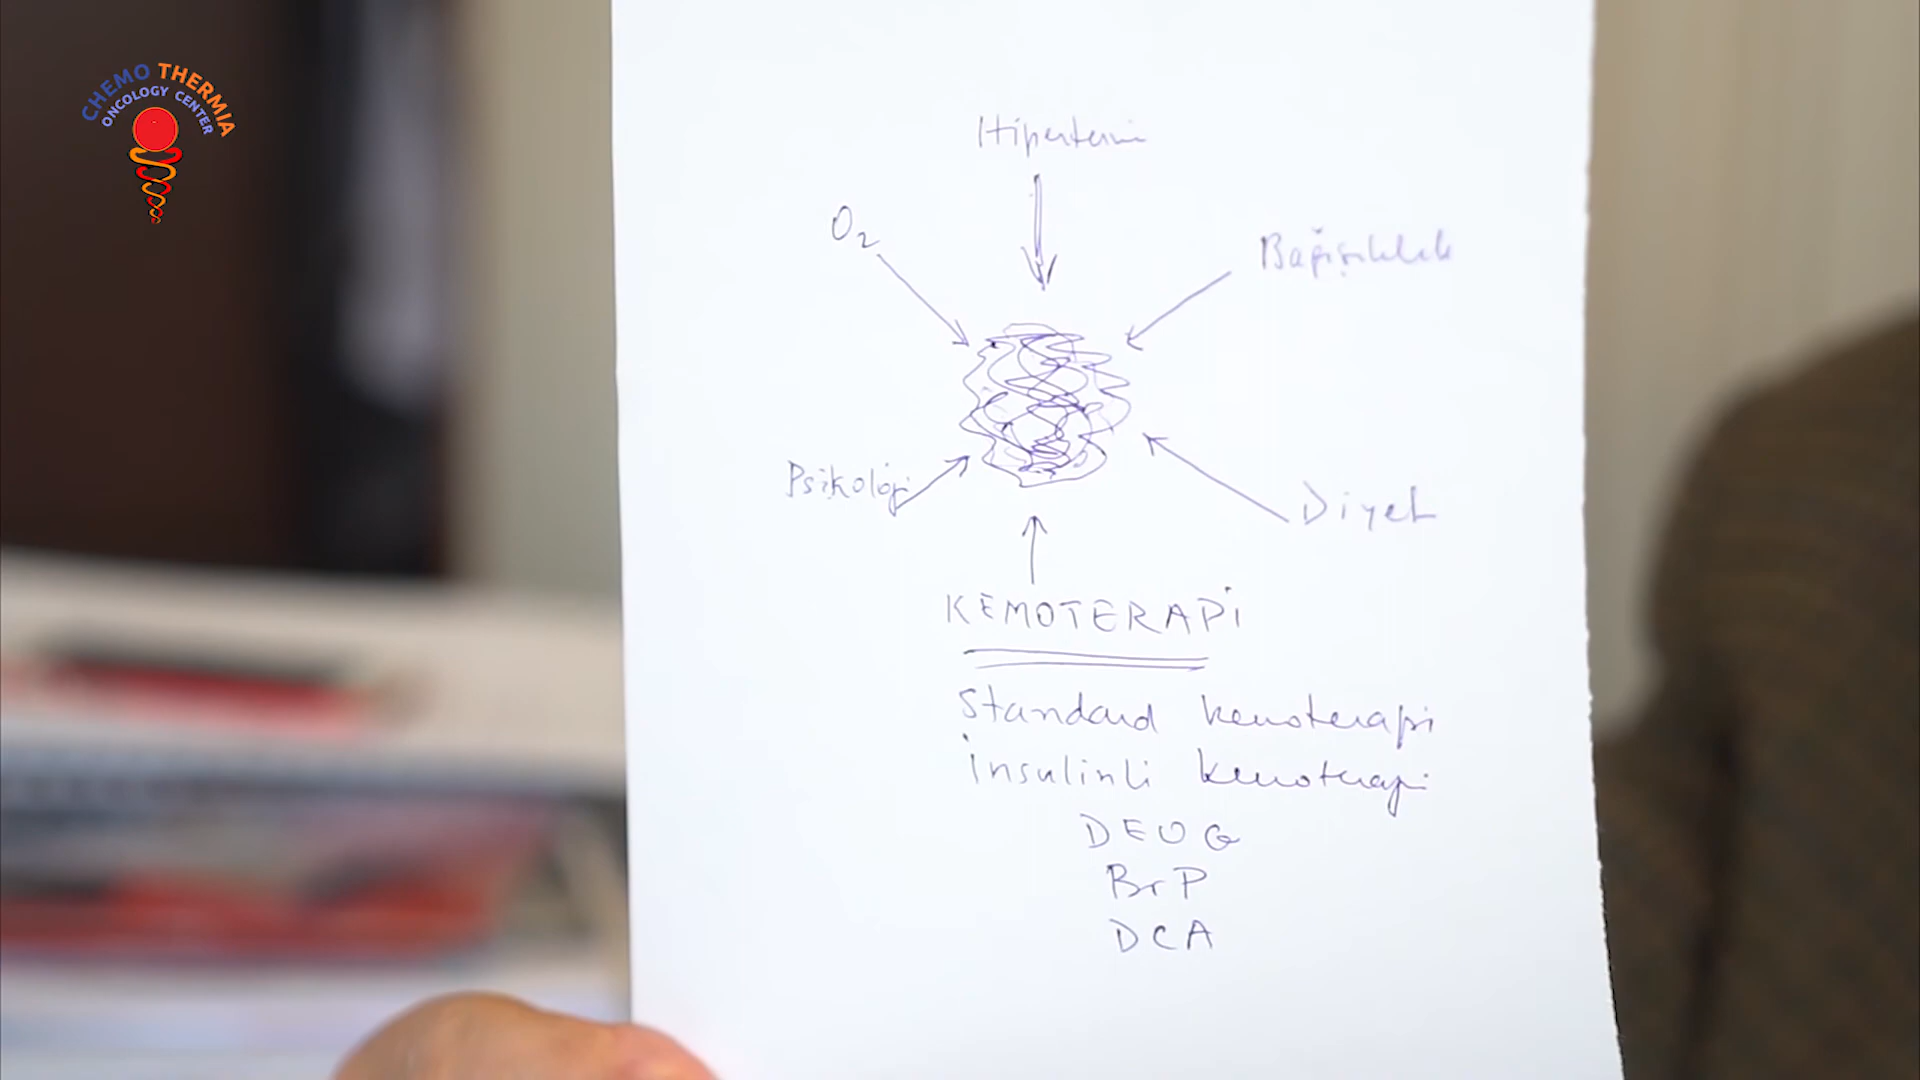 CHEMO THERMIA
ONCOLOGY CENTER
Hipertermi
O2
Bağışıklık
Psikoloji
Diyet
KEMOTERAPİ
Standard kemoterapi
İnsulinli kemoterapi
DEOG
BrP
DCA